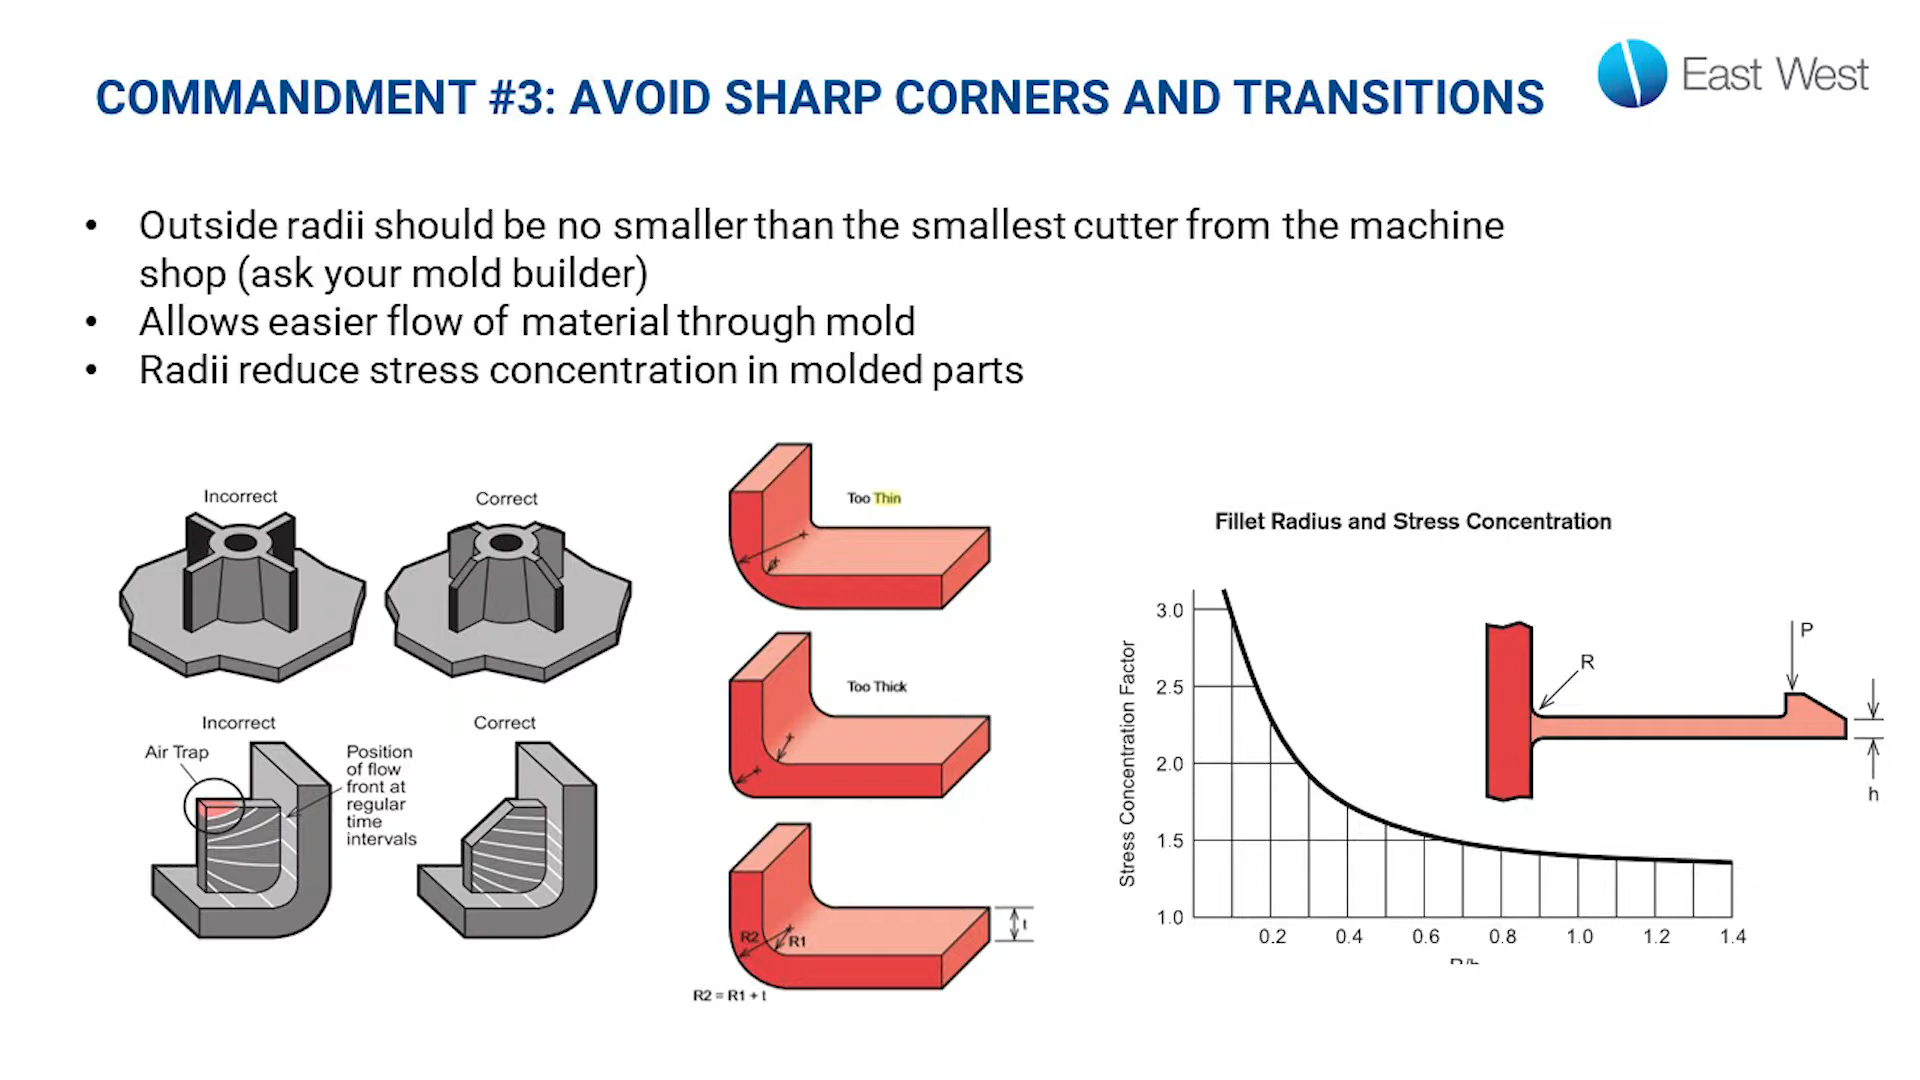 COMMANDMENT #3: AVOID SHARP CORNERS AND TRANSITIONS
East West
• Outside radii should be no smaller than the smallest cutter from the machine
shop (ask your mold builder)
• Allows easier flow of material through mold
• Radii reduce stress concentration in molded parts
Incorrect
Correct
Incorrect
Correct
Air Trap
Position
of flow
front at
regular
time
intervals
Too Thin
Too Thick
R2
R1
t
R2 = R1 + t
Fillet Radius and Stress Concentration
Stress Concentration Factor
3.0
2.5
2.0
1.5
1.0
0.2
0.4
0.6
0.8
1.0
1.2
1.4
R
P
h